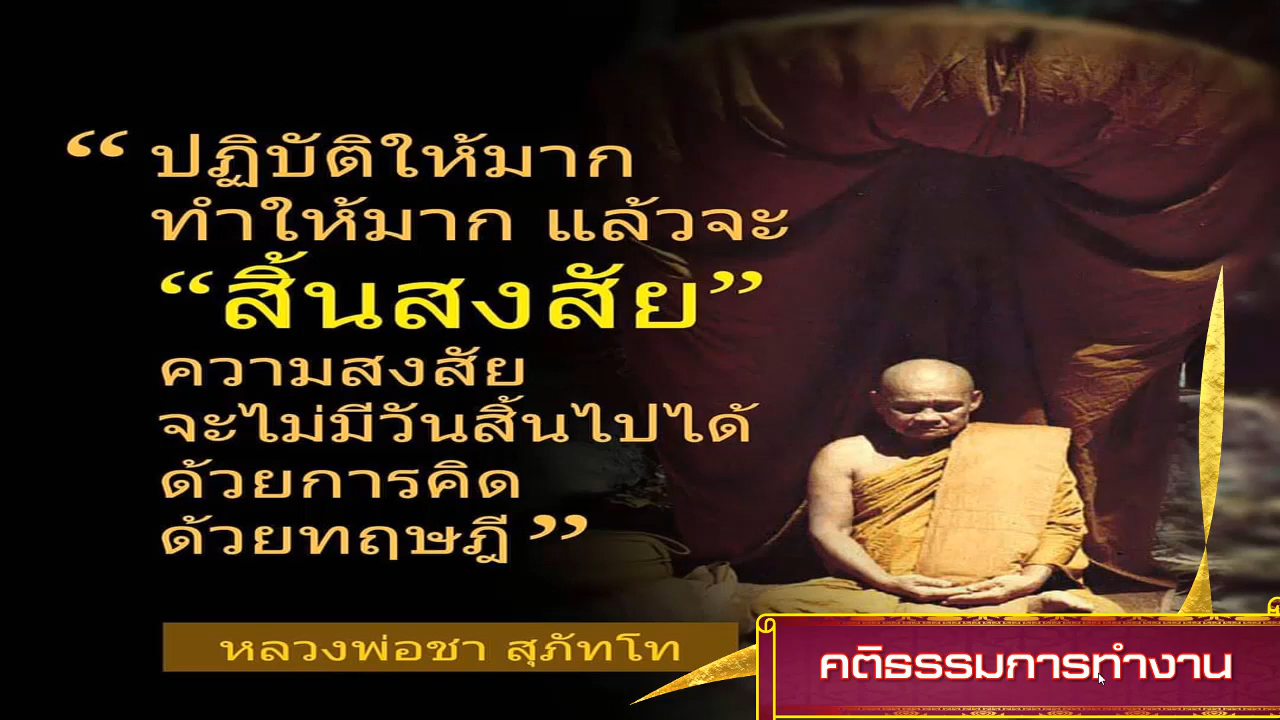 “ ปฏิบัติให้มาก
ทำให้มาก แล้วจะ
“สิ้นสงสัย”
ความสงสัย
จะไม่มีวันสิ้นไปได้
ด้วยการคิด
ด้วยทฤษฎี ”
หลวงพ่อชา สุภัทโท
คติธรรมการทำงาน